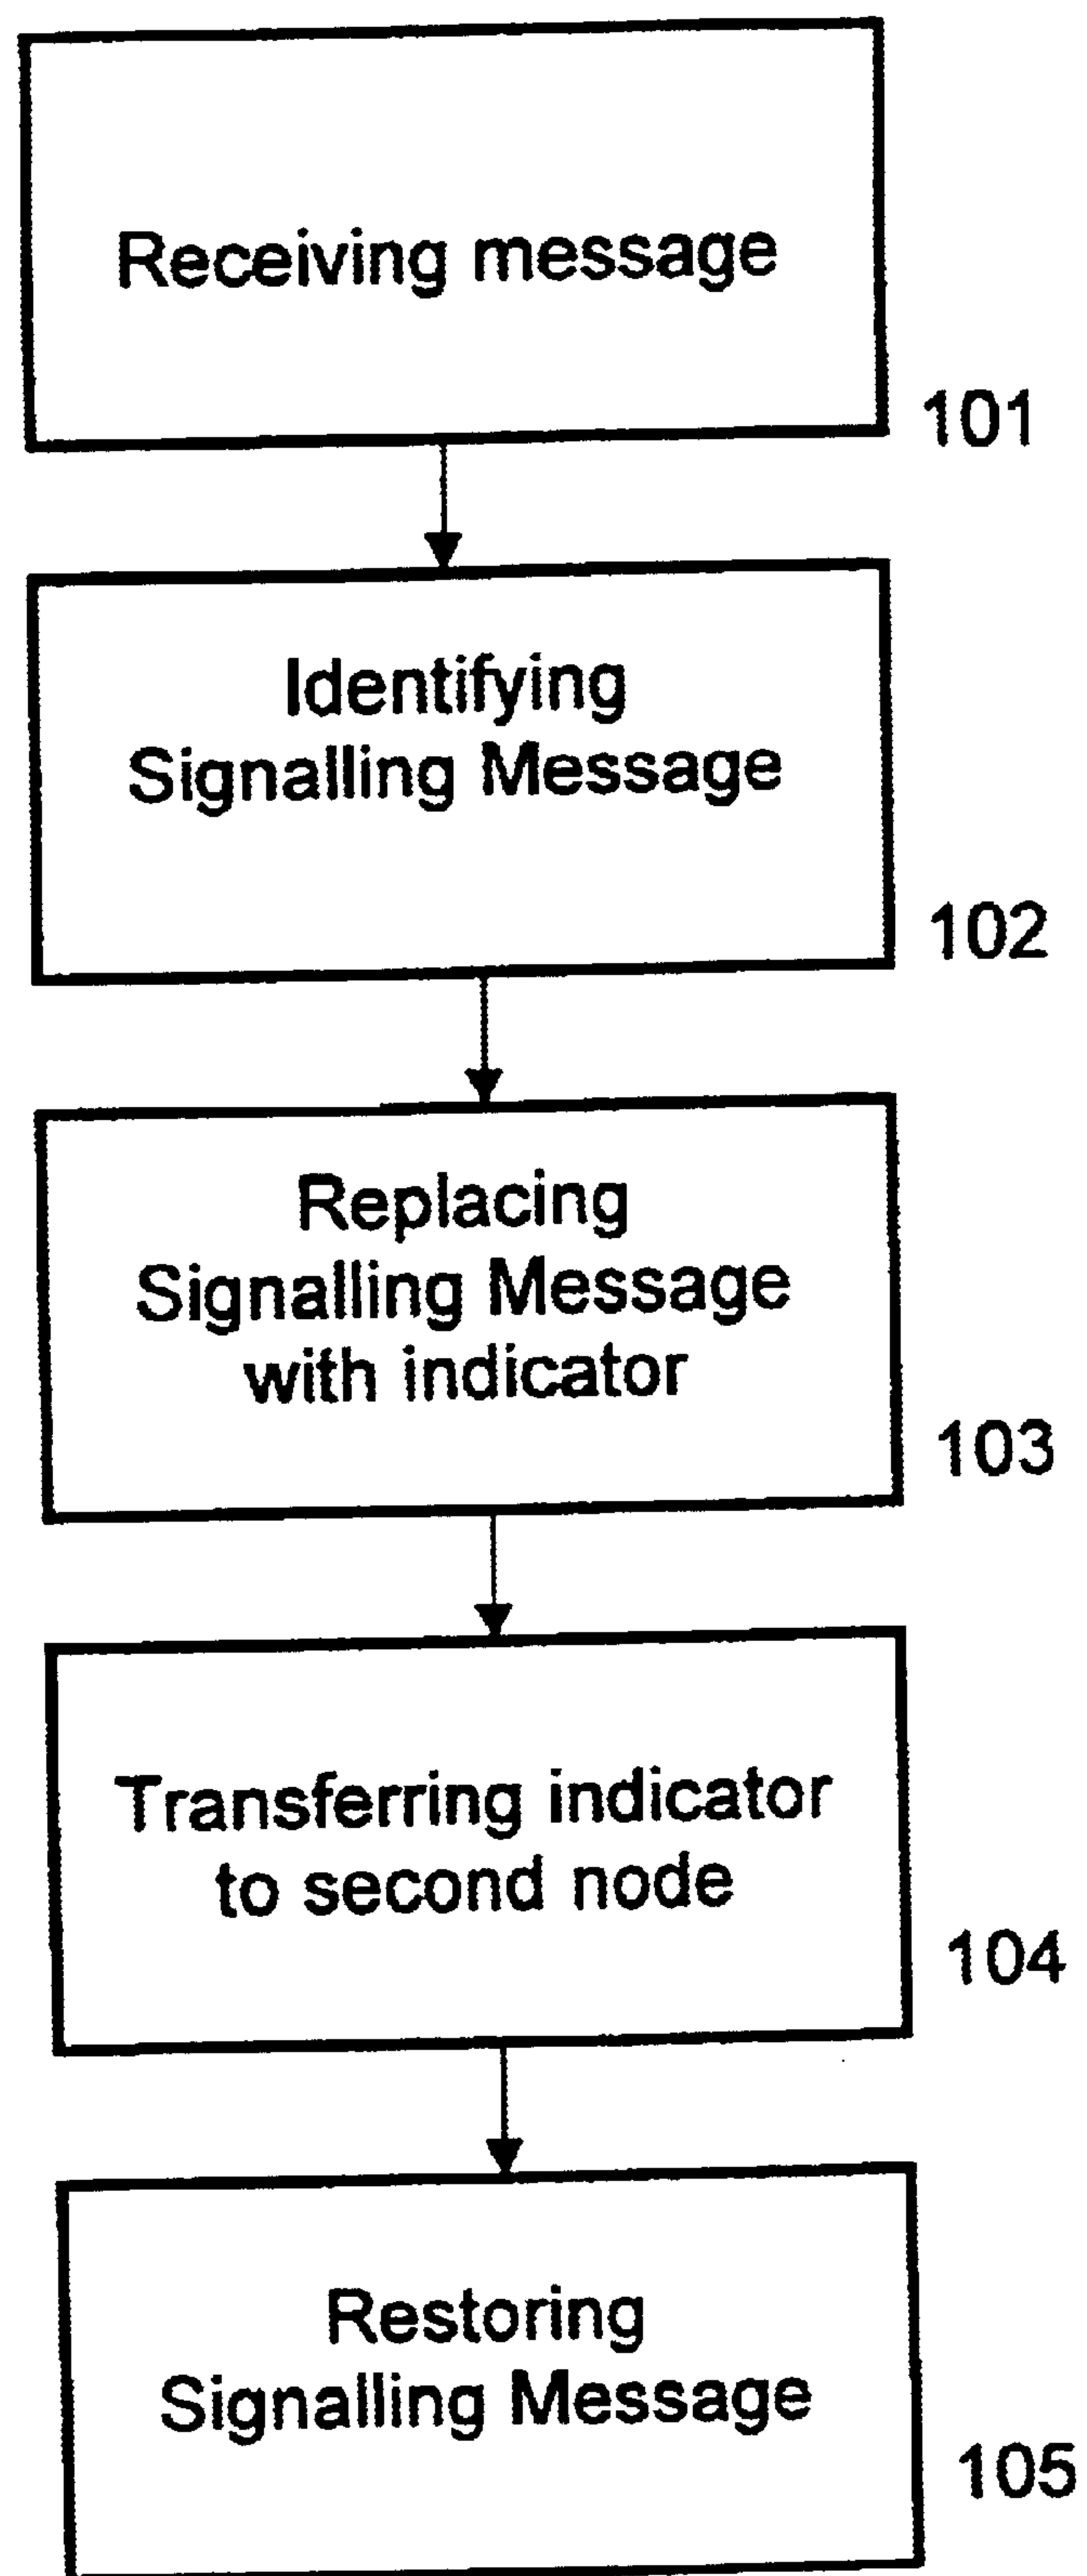 Receiving message
101
Identifying
Signalling Message
102
Replacing
Signalling Message
with indicator
103
Transferring indicator
to second node
104
Restoring
Signalling Message
105